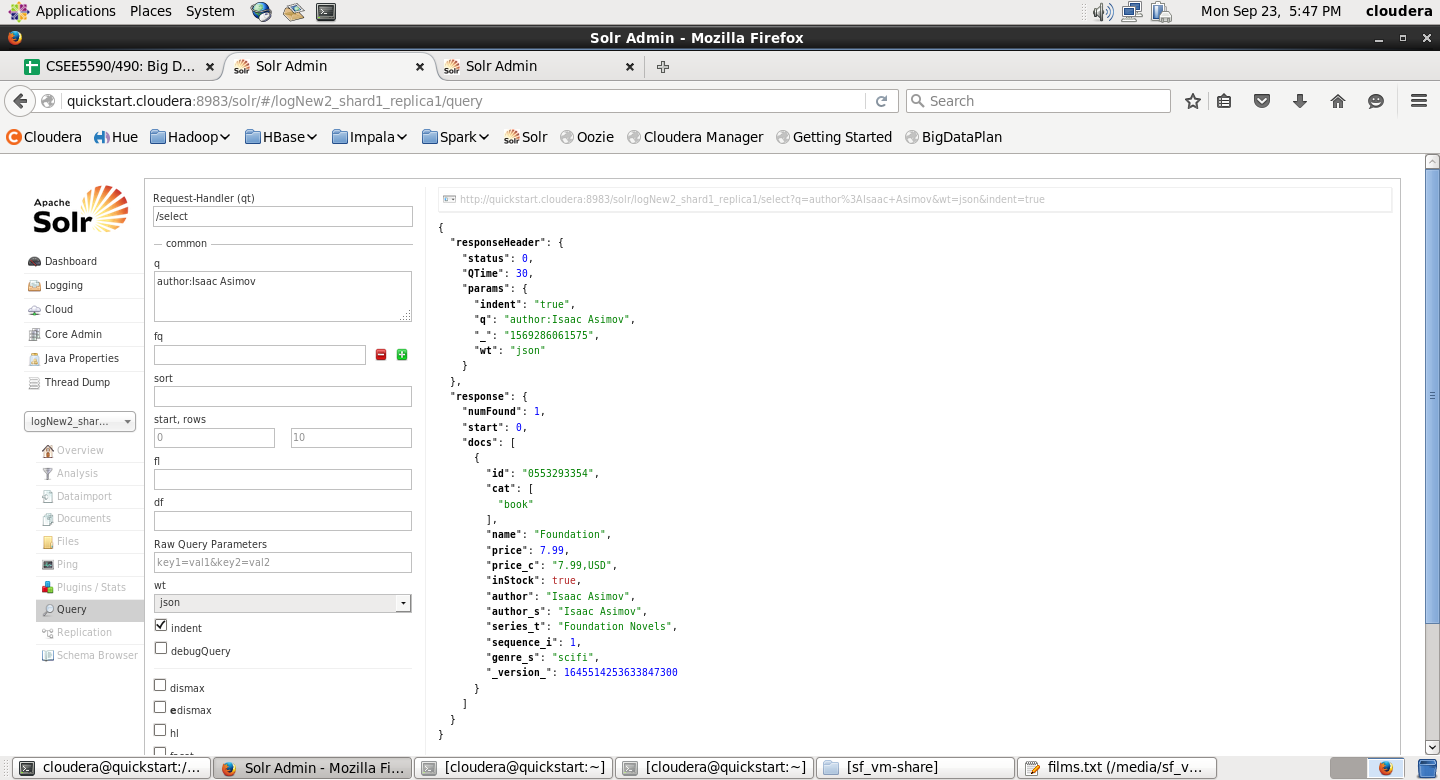 Applications Places System Mon Sep 23, 5:47 PM cloudera
Solr Admin - Mozilla Firefox
CSEE5590/490: Big D... Solr Admin Solr Admin
quickstart.cloudera:8983/solr/#/logNew2_shard1_replica1/query Search
Cloudera Hue Hadoop HBase Impala Spark Solr Oozie Cloudera Manager Getting Started BigDataPlan
Apache
Solr
Dashboard
Logging
Cloud
Core Admin
Java Properties
Thread Dump
logNew2_shar...
Overview
Analysis
Dataimport
Documents
Files
Ping
Plugins / Stats
Query
Replication
Schema Browser
Request-Handler (qt)
/select
common
q
author:Isaac Asimov
fq
sort
start, rows
0 10
fl
df
Raw Query Parameters
key1=val1&key2=val2
wt
json
indent
debugQuery
dismax
edismax
hl
facet
http://quickstart.cloudera:8983/solr/logNew2_shard1_replica1/select?q=author%3AIsaac+Asimov&wt=json&indent=true
{
"responseHeader": {
"status": 0,
"QTime": 30,
"params": {
"indent": "true",
"q": "author:Isaac Asimov",
"_": "1569286061575",
"wt": "json"
}
},
"response": {
"numFound": 1,
"start": 0,
"docs": [
{
"id": "0553293354",
"cat": [
"book"
],
"name": "Foundation",
"price": 7.99,
"price_c": "7.99,USD",
"inStock": true,
"author": "Isaac Asimov",
"author_s": "Isaac Asimov",
"series_t": "Foundation Novels",
"sequence_i": 1,
"genre_s": "scifi",
"_version_": 1645514253633847300
}
]
}
}
cloudera@quickstart:/... Solr Admin - Mozilla Fi... [cloudera@quickstart:~] [cloudera@quickstart:~] [sf_vm-share] films.txt (/media/sf_v...